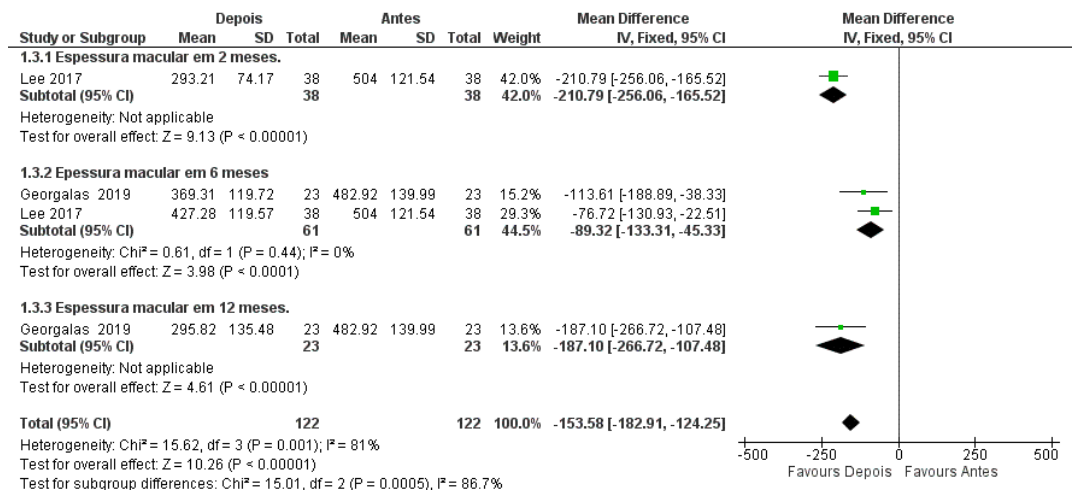 Depois Antes Mean Difference Mean Difference
Study or Subgroup Mean SD Total Mean SD Total Weight IV, Fixed, 95% CI IV, Fixed, 95% CI
1.3.1 Espessura macular em 2 meses.
Lee 2017 293.21 74.17 38 504 121.54 38 42.0% -210.79 [-256.06, -165.52]
Subtotal (95% CI) 38 38 42.0% -210.79 [-256.06, -165.52]
Heterogeneity: Not applicable
Test for overall effect: Z = 9.13 (P < 0.00001)
1.3.2 Epessura macular em 6 meses
Georgalas 2019 369.31 119.72 23 482.92 139.99 23 15.2% -113.61 [-188.89, -38.33]
Lee 2017 427.28 119.57 38 504 121.54 38 29.3% -76.72 [-130.93, -22.51]
Subtotal (95% CI) 61 61 44.5% -89.32 [-133.31, -45.33]
Heterogeneity: Chi² = 0.61, df = 1 (P = 0.44); I² = 0%
Test for overall effect: Z = 3.98 (P < 0.0001)
1.3.3 Espessura macular em 12 meses.
Georgalas 2019 295.82 135.48 23 482.92 139.99 23 13.6% -187.10 [-266.72, -107.48]
Subtotal (95% CI) 23 23 13.6% -187.10 [-266.72, -107.48]
Heterogeneity: Not applicable
Test for overall effect: Z = 4.61 (P < 0.00001)
Total (95% CI) 122 122 100.0% -153.58 [-182.91, -124.25]
Heterogeneity: Chi² = 15.62, df = 3 (P = 0.001); I² = 81%
Test for overall effect: Z = 10.26 (P < 0.00001)
Test for subgroup differences: Chi² = 15.01, df = 2 (P = 0.0005), I² = 86.7%
-500 -250 0 250 500
Favours Depois Favours Antes